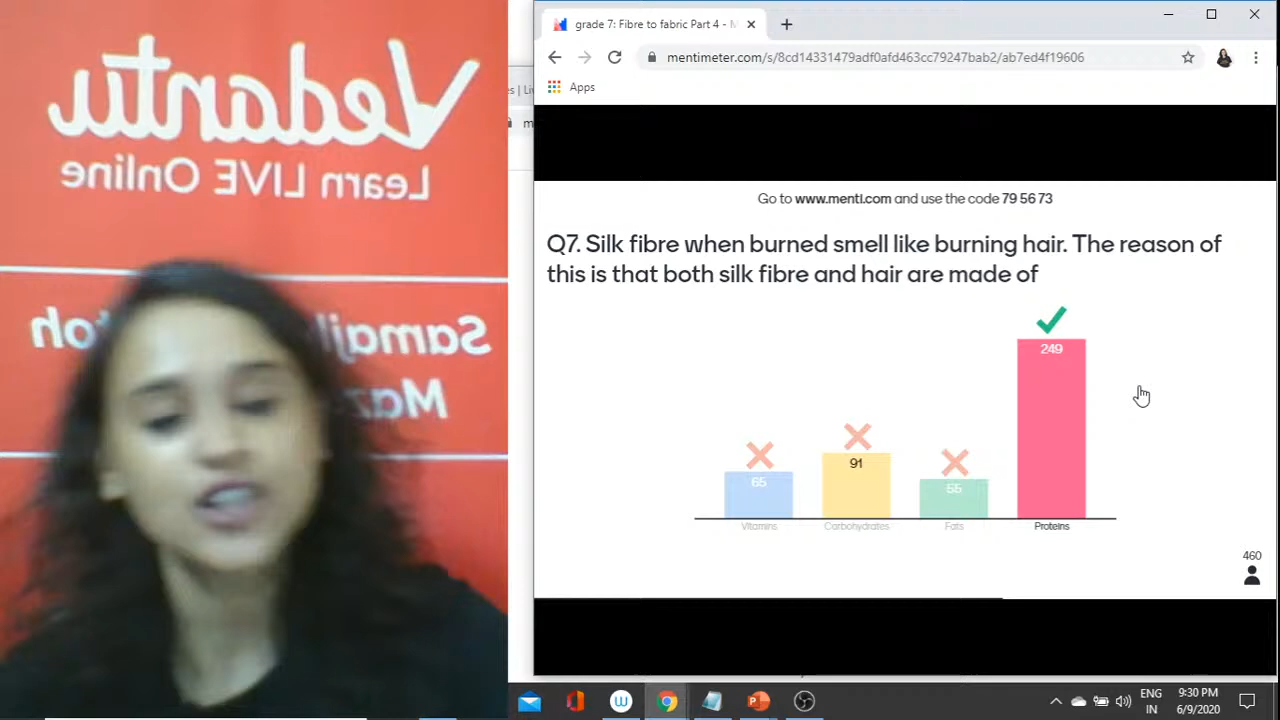 Vedantu
Learn LIVE Online
grade 7: Fibre to fabric Part 4 - M
mentimeter.com/s/8cd14331479adf0afd463cc79247bab2/ab7ed4f19606
Apps
Go to www.menti.com and use the code 79 56 73
Q7. Silk fibre when burned smell like burning hair. The reason of
this is that both silk fibre and hair are made of
249
91
65
55
Vitamins
Carbohydrates
Fats
Proteins
460
ENG
IN
9:30 PM
6/9/2020